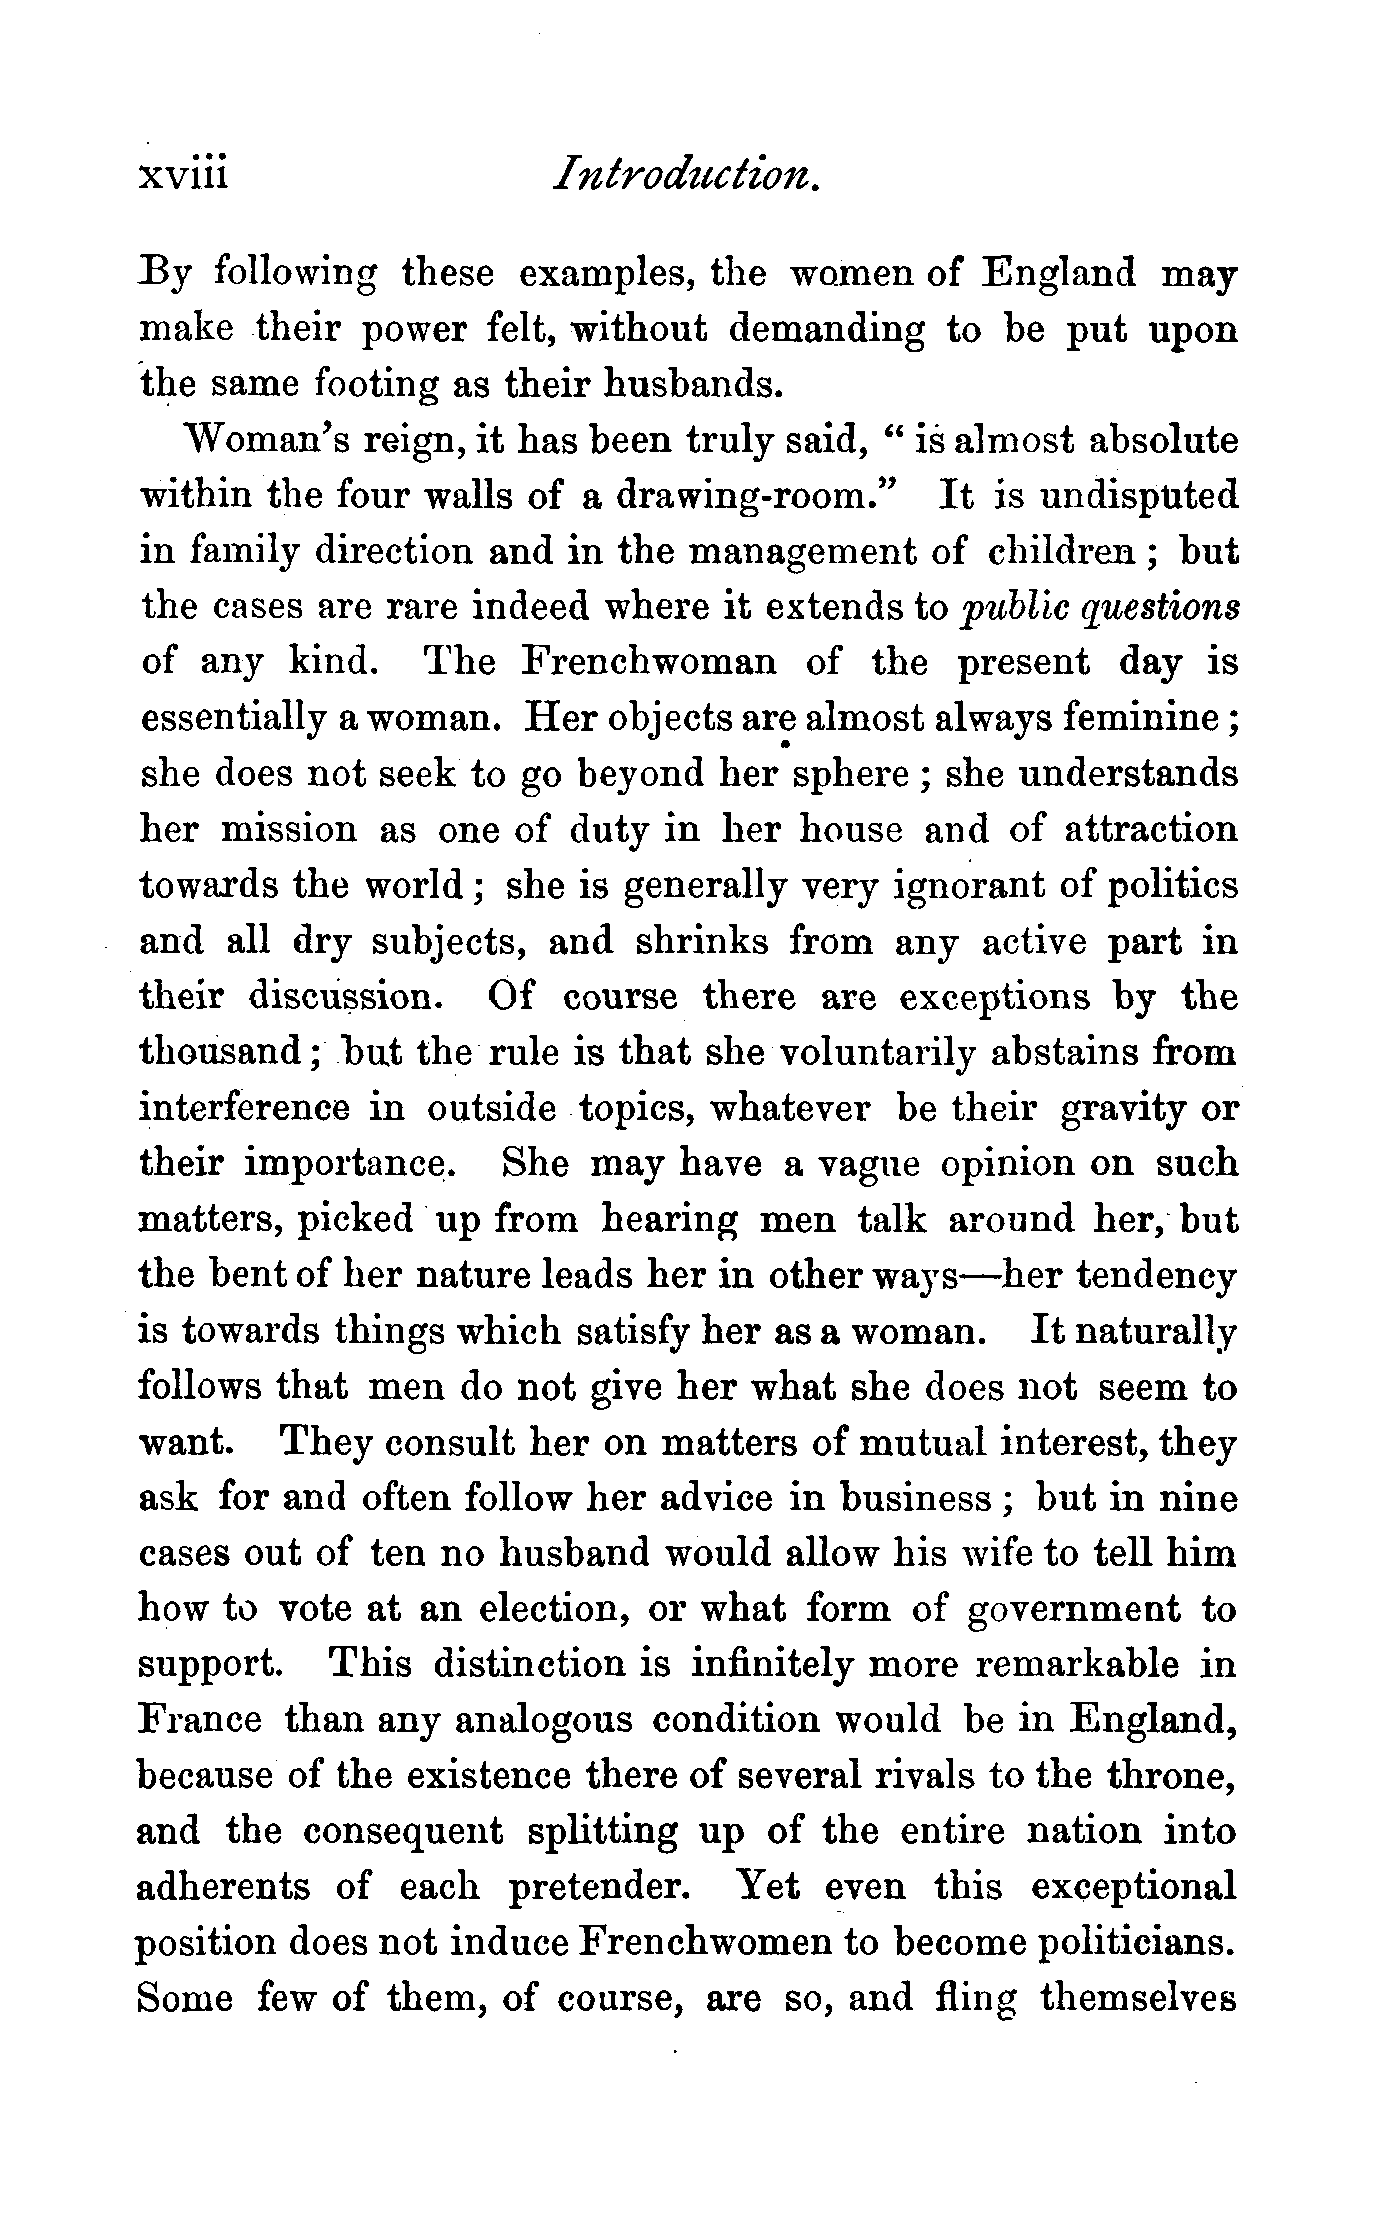 xviii Introduction.
By following these examples, the women of England may
make their power felt, without demanding to be put upon
the same footing as their husbands.
Woman's reign, it has been truly said, " is almost absolute
within the four walls of a drawing-room." It is undisputed
in family direction and in the management of children ; but
the cases are rare indeed where it extends to public questions
of any kind. The Frenchwoman of the present day is
essentially a woman. Her objects are almost always feminine ;
she does not seek to go beyond her sphere ; she understands
her mission as one of duty in her house and of attraction
towards the world ; she is generally very ignorant of politics
and all dry subjects, and shrinks from any active part in
their discussion. Of course there are exceptions by the
thousand ; but the rule is that she voluntarily abstains from
interference in outside topics, whatever be their gravity or
their importance. She may have a vague opinion on such
matters, picked up from hearing men talk around her, but
the bent of her nature leads her in other ways—her tendency
is towards things which satisfy her as a woman. It naturally
follows that men do not give her what she does not seem to
want. They consult her on matters of mutual interest, they
ask for and often follow her advice in business ; but in nine
cases out of ten no husband would allow his wife to tell him
how to vote at an election, or what form of government to
support. This distinction is infinitely more remarkable in
France than any analogous condition would be in England,
because of the existence there of several rivals to the throne,
and the consequent splitting up of the entire nation into
adherents of each pretender. Yet even this exceptional
position does not induce Frenchwomen to become politicians.
Some few of them, of course, are so, and fling themselves